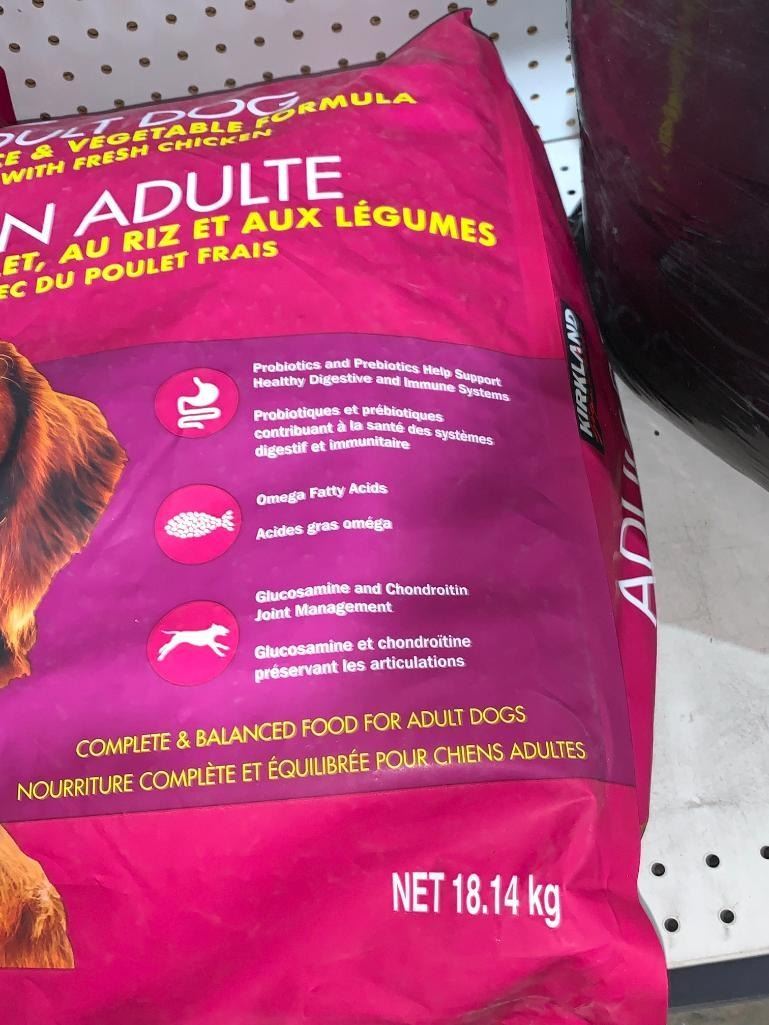 DULT DOG
E & VEGETABLE FORMULA
WITH FRESH CHICKEN
N ADULTE
ET, AU RIZ ET AUX LÉGUMES
EC DU POULET FRAIS
Probiotics and Prebiotics Help Support
Healthy Digestive and Immune Systems
Probiotiques et prébiotiques
contribuant à la santé des systèmes
digestif et immunitaire
Omega Fatty Acids
Acides gras oméga
Glucosamine and Chondroitin
Joint Management
Glucosamine et chondroïtine
préservant les articulations
COMPLETE & BALANCED FOOD FOR ADULT DOGS
NOURRITURE COMPLÈTE ET ÉQUILIBRÉE POUR CHIENS ADULTES
NET 18.14 kg
KIRKLAND
ADUL